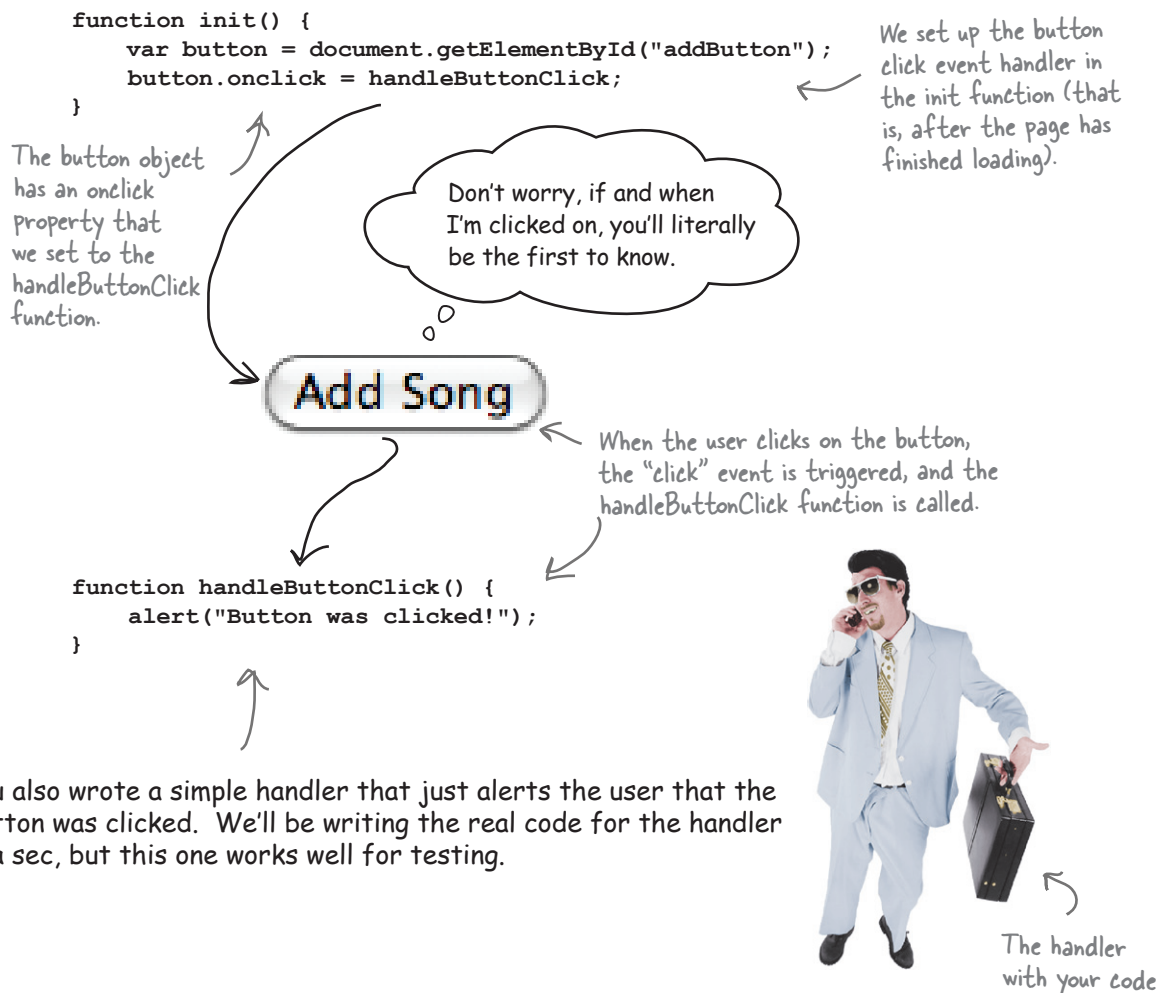 function init() {
var button = document.getElementById("addButton");
button.onclick = handleButtonClick;
}
We set up the button
click event handler in
the init function (that
is, after the page has
finished loading).
The button object
has an onclick
property that
we set to the
handleButtonClick
function.
Don't worry, if and when
I'm clicked on, you'll literally
be the first to know.
Add Song
When the user clicks on the button,
the "click" event is triggered, and the
handleButtonClick function is called.
function handleButtonClick() {
alert("Button was clicked!");
}
also wrote a simple handler that just alerts the user that the
was clicked. We'll be writing the real code for the handler
sec, but this one works well for testing.
The handler
with your code